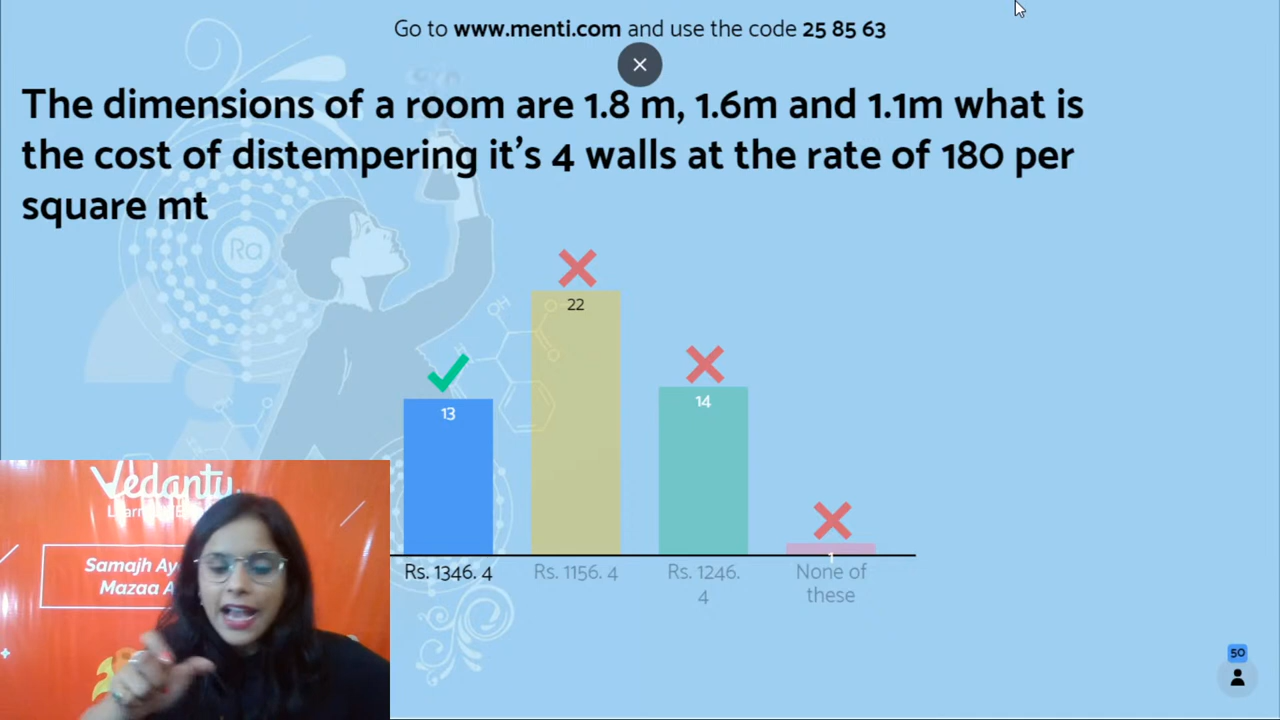 Go to www.menti.com and use the code 25 85 63
The dimensions of a room are 1.8 m, 1.6m and 1.1m what is
the cost of distempering it's 4 walls at the rate of 180 per
square mt
Ra
OH
O
22
14
13
1
Rs. 1346. 4
Rs. 1156. 4
Rs. 1246.
4
None of
these
Vedantu
Samajh
Mazaa
50